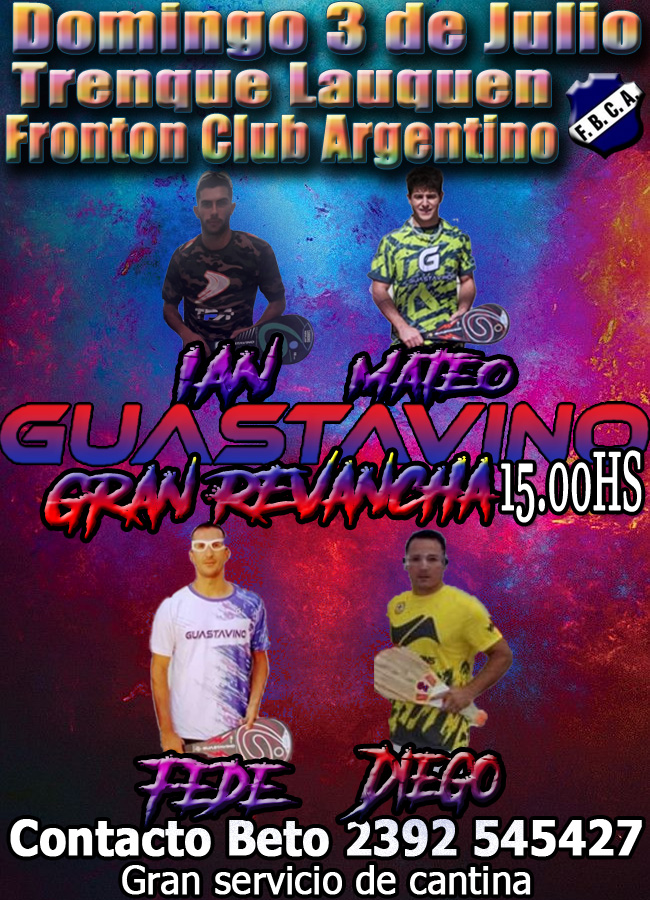 Domingo 3 de Julio
Trenque Lauquen
Fronton Club Argentino
F.B.C.A
G
GUASTAVINO
IAN MATEO
GUASTAVINO
GRAN REVANCHA 15.00HS
GUASTAVINO
FEDE DIEGO
Contacto Beto 2392 545427
Gran servicio de cantina